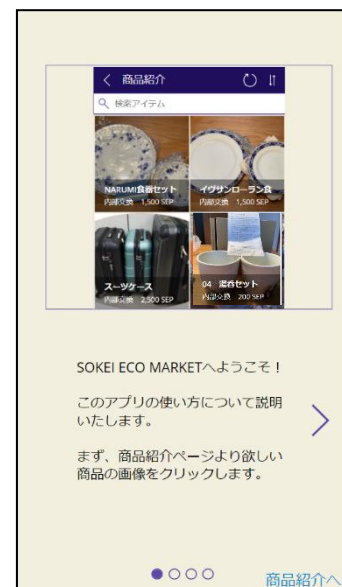 商品紹介
検索アイテム
NARUMI食器セット
内部交換 1,500 SEP
イヴサンローラン食
内部交換 1,500 SEP
スーツケース
内部交換 2,500 SEP
04 湯呑セット
内部交換 200 SEP
SOKEI ECO MARKETへようこそ！
このアプリの使い方について説明
いたします。
まず、商品紹介ページより欲しい
商品の画像をクリックします。
商品紹介へ